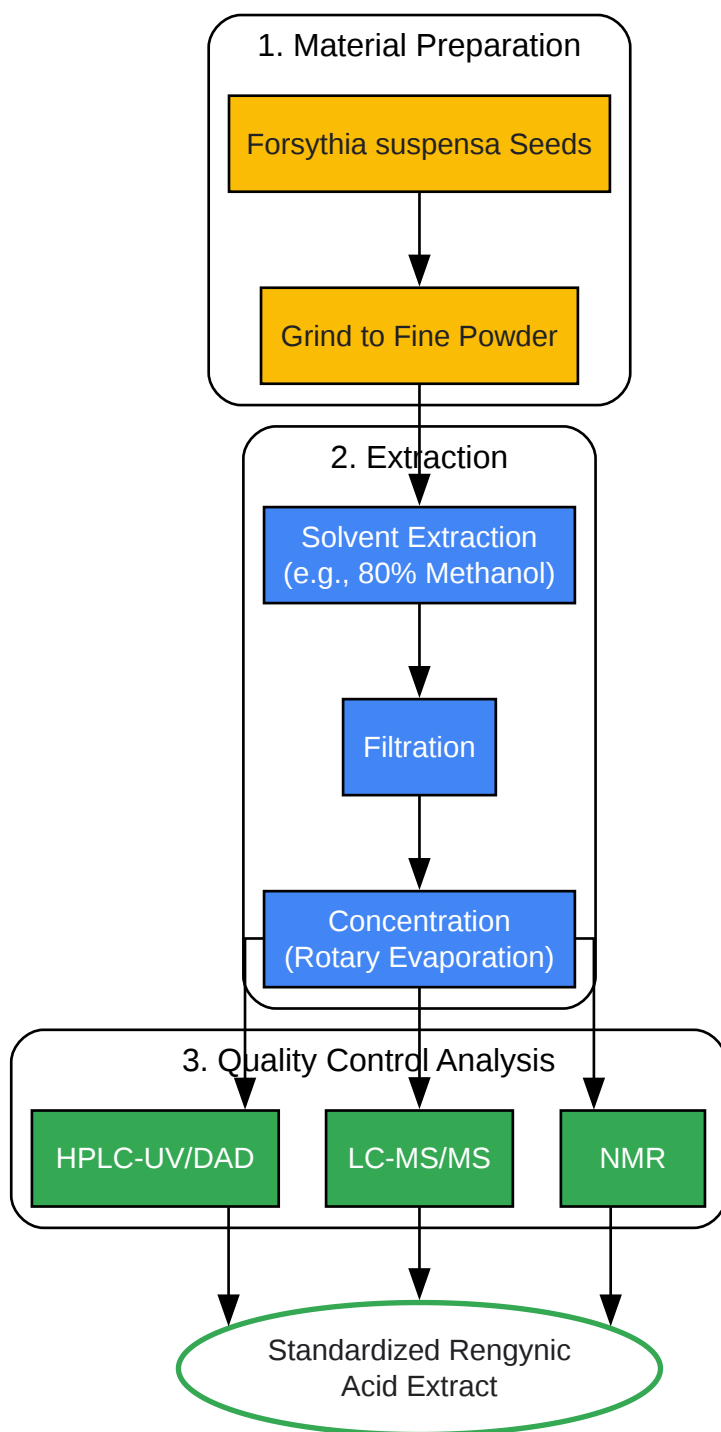 1. Material Preparation
Forsythia suspensa Seeds
Grind to Fine Powder
2. Extraction
Solvent Extraction
(e.g., 80% Methanol)
Filtration
Concentration
(Rotary Evaporation)
3. Quality Control Analysis
HPLC-UV/DAD
LC-MS/MS
NMR
Standardized Rengynic
Acid Extract